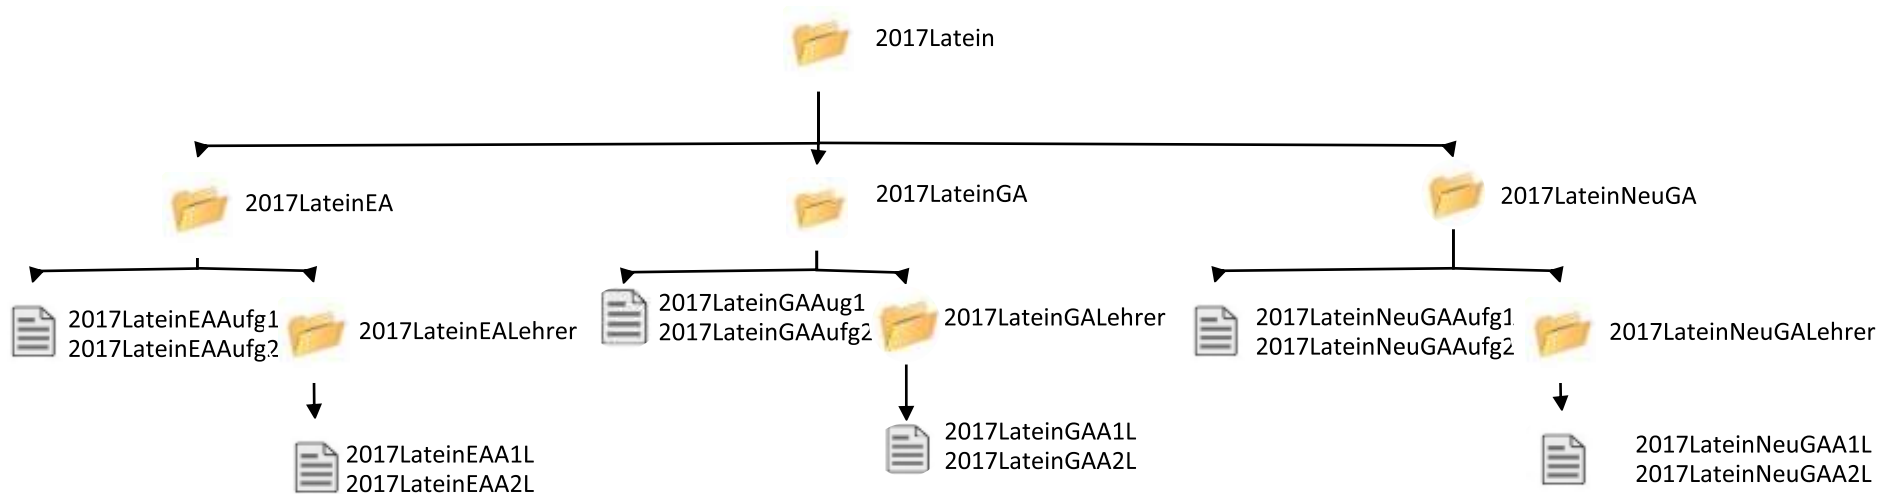 2017Latein
2017LateinEA
2017LateinGA
2017LateinNeuGA
2017LateinEAAufg1
2017LateinEAAufg2
2017LateinEALehrer
2017LateinGAAug1
2017LateinGAAufg2
2017LateinGALehrer
2017LateinNeuGAAufg1
2017LateinNeuGAAufg2
2017LateinNeuGALehrer
2017LateinEAA1L
2017LateinEAA2L
2017LateinGAA1L
2017LateinGAA2L
2017LateinNeuGAA1L
2017LateinNeuGAA2L